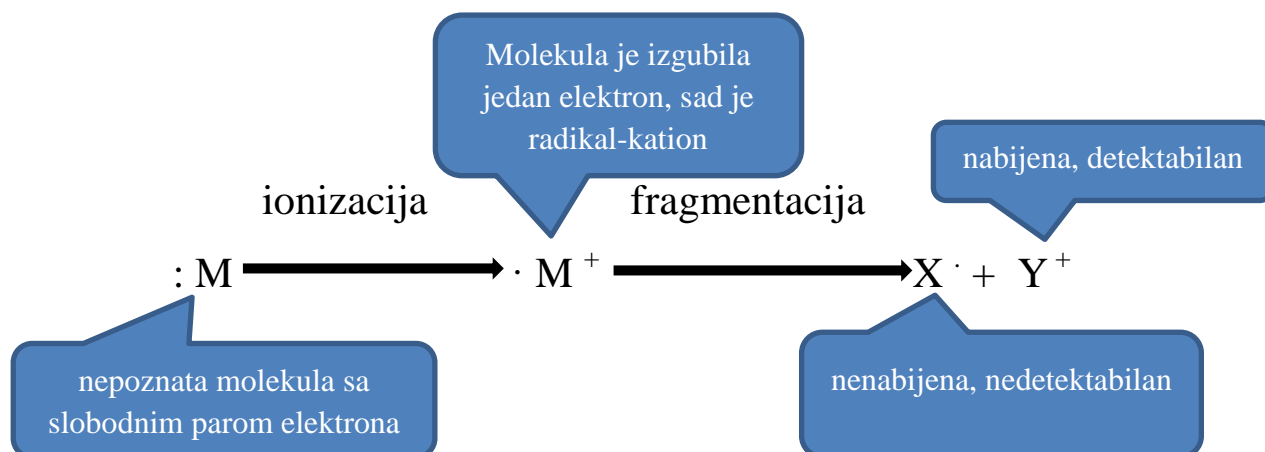 Molekula je izgubila
jedan elektron, sad je
radikal-kation
nabijena, detektabilan
ionizacija
fragmentacija
: M
· M +
X · + Y +
nepoznata molekula sa
slobodnim parom elektrona
nenabijena, nedetektabilan